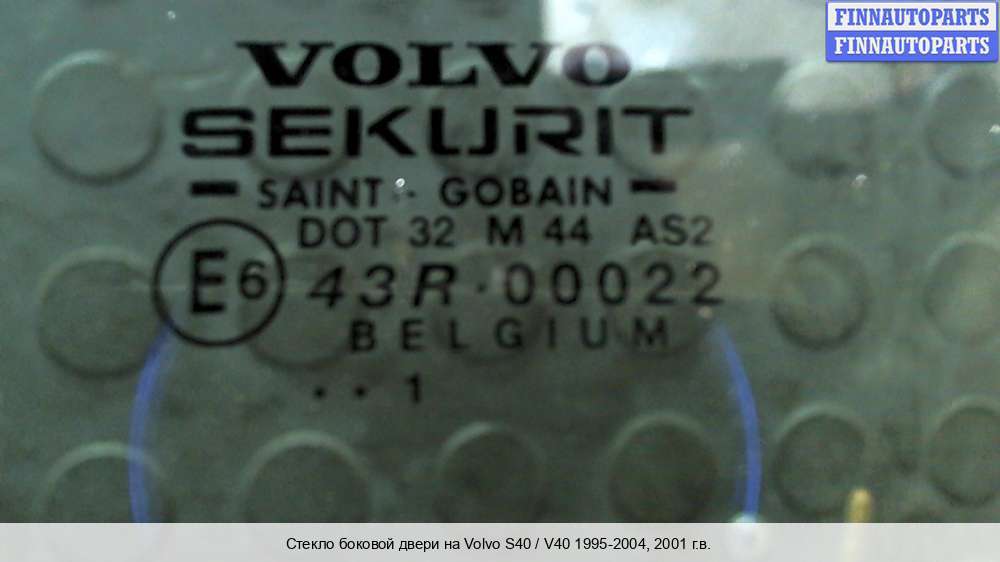 FINNAUTOPARTS
FINNAUTOPARTS
VOLVO
SEKURIT
SAINT - GOBAIN
DOT 32 M 44 AS2
E6 43R - 00022
BELGIUM
. . 1
Стекло боковой двери на Volvo S40 / V40 1995-2004, 2001 г.в.